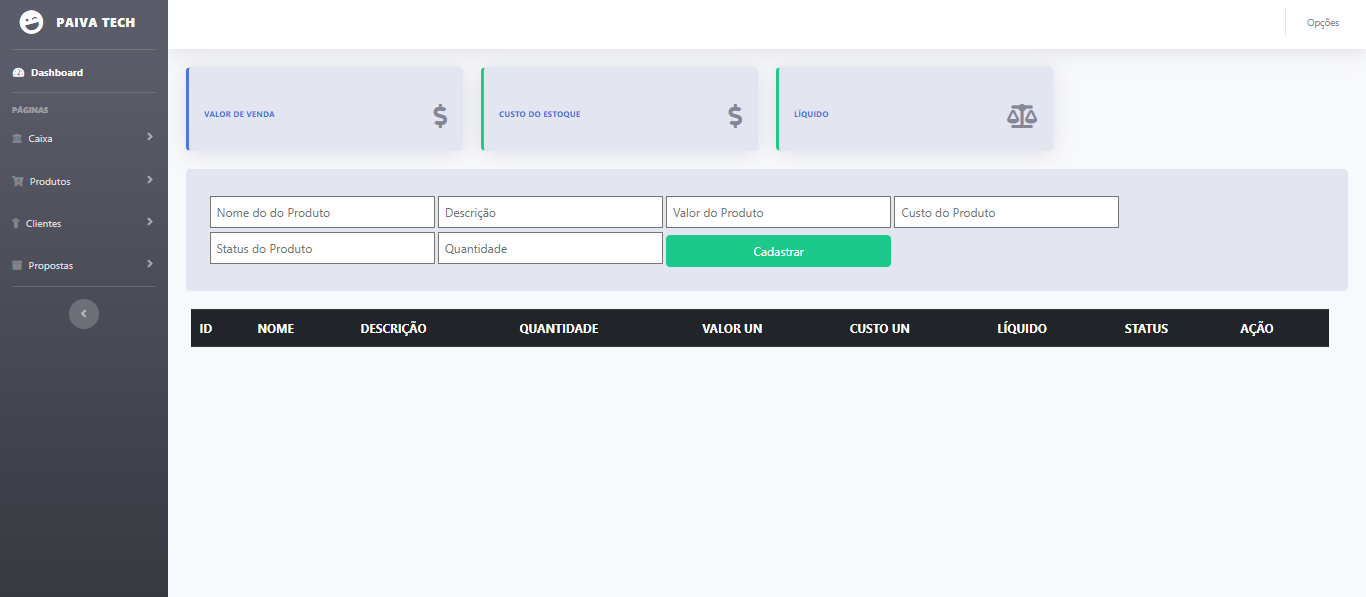 PAIVA TECH
Opções
Dashboard
PÁGINAS
Caixa
Produtos
Clientes
Propostas
VALOR DE VENDA
CUSTO DO ESTOQUE
LÍQUIDO
Nome do do Produto Descrição Valor do Produto Custo do Produto
Status do Produto Quantidade Cadastrar
ID NOME DESCRIÇÃO QUANTIDADE VALOR UN CUSTO UN LÍQUIDO STATUS AÇÃO